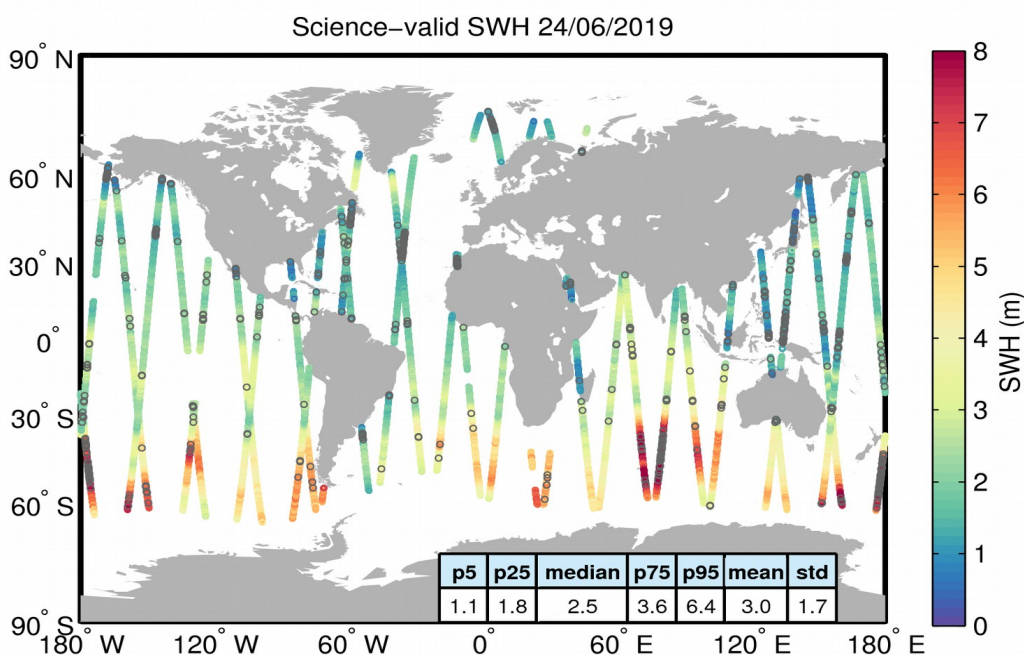 Science−valid SWH 24/06/2019
90° N
60° N
30° N
0°
30° S
60° S
90° S
180° W
120° W
60° W
0°
60° E
120° E
180° E
p5 p25 median p75 p95 mean std
1.1 1.8 2.5 3.6 6.4 3.0 1.7
8
7
6
5
4
3
2
1
0
SWH (m)